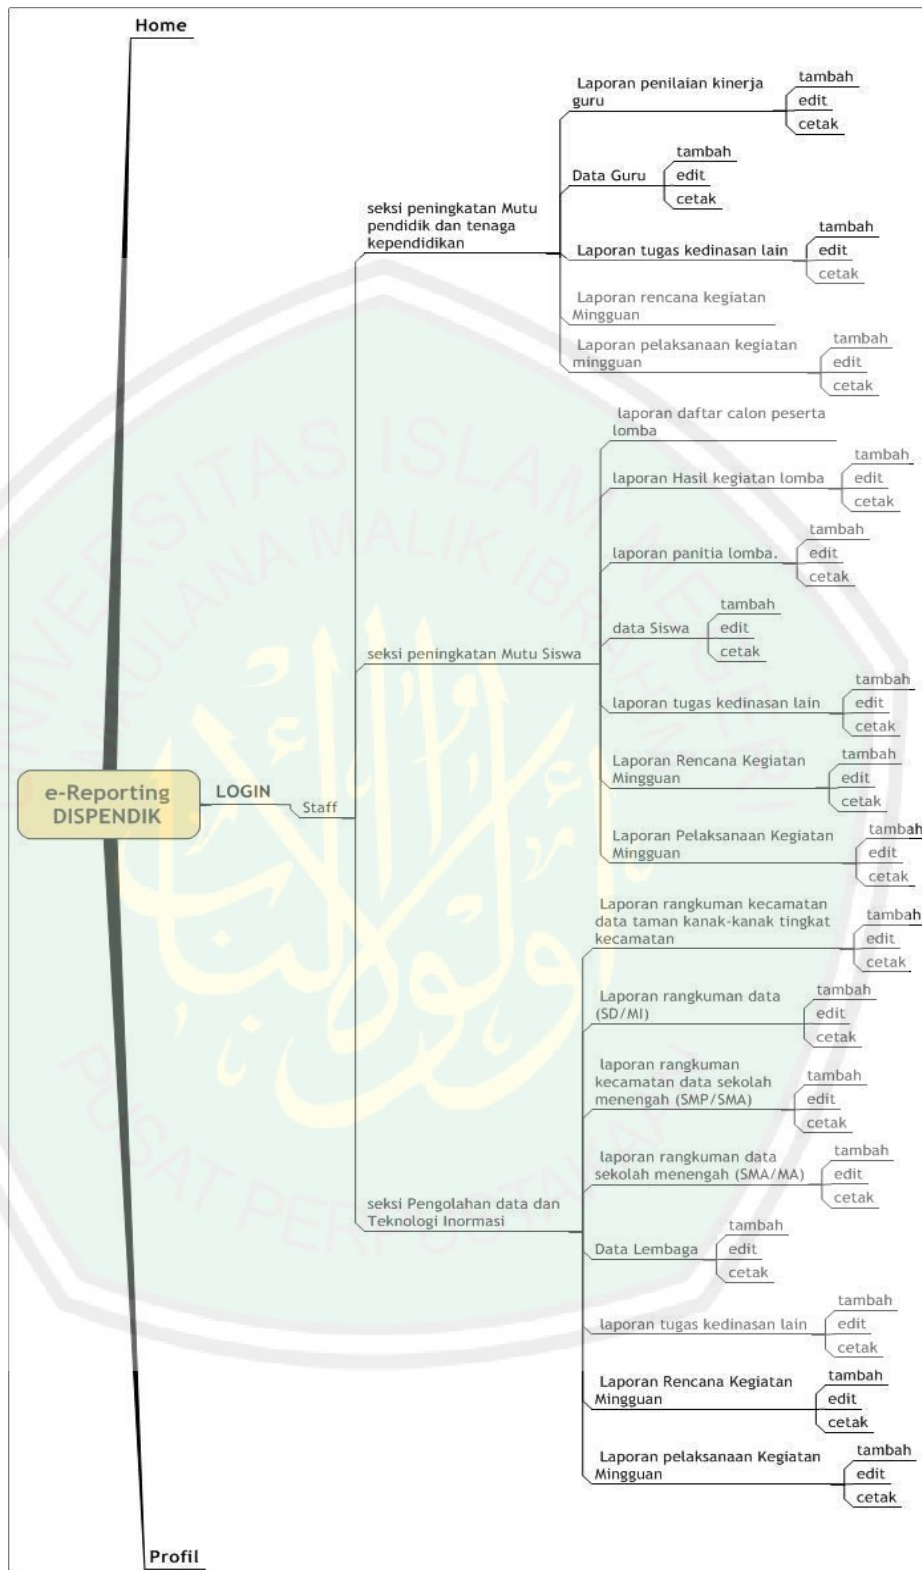 Home
Laporan penilaian kinerja
guru
tambah
edit
cetak
Data Guru
tambah
edit
cetak
seksi peningkatan Mutu
pendidik dan tenaga
kependidikan
Laporan tugas kedinasan lain
tambah
edit
cetak
Laporan rencana kegiatan
Mingguan
Laporan pelaksanaan kegiatan
mingguan
tambah
edit
cetak
laporan daftar calon peserta
lomba
laporan Hasil kegiatan lomba
tambah
edit
cetak
laporan panitia lomba.
tambah
edit
cetak
data Siswa
tambah
edit
cetak
seksi peningkatan Mutu Siswa
laporan tugas kedinasan lain
tambah
edit
cetak
Laporan Rencana Kegiatan
Mingguan
tambah
edit
cetak
e-Reporting
DISPENDIK
LOGIN
Staff
Laporan Pelaksanaan Kegiatan
Mingguan
tambah
edit
cetak
Laporan rangkuman kecamatan
data taman kanak-kanak tingkat
kecamatan
tambah
edit
cetak
Laporan rangkuman data
(SD/MI)
tambah
edit
cetak
laporan rangkuman
kecamatan data sekolah
menengah (SMP/SMA)
tambah
edit
cetak
laporan rangkuman data
sekolah menengah (SMA/MA)
tambah
edit
cetak
seksi Pengolahan data dan
Teknologi Inormasi
Data Lembaga
tambah
edit
cetak
laporan tugas kedinasan lain
tambah
edit
cetak
Laporan Rencana Kegiatan
Mingguan
tambah
edit
cetak
Laporan pelaksanaan Kegiatan
Mingguan
tambah
edit
cetak
Profil
UNIVERSITAS ISLAM NEGERI
MAULANA MALIK IBRAHIM
PUSAT PERPUSTAKAAN